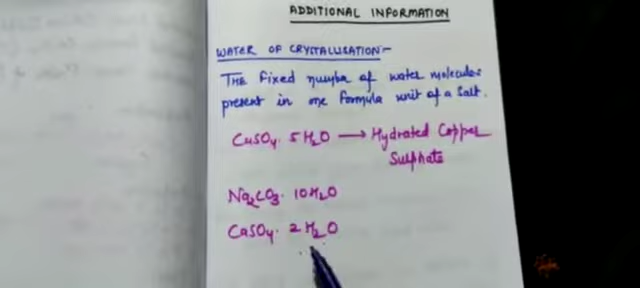 ADDITIONAL INFORMATION
WATER OF CRYSTALLISATION:-
THE fixed number of water molecules
present in one formula unit of a salt.
CuSO4. 5H2O → Hydrated Copper
Sulphate
Na2CO3. 10H2O
CaSO4. 2H2O